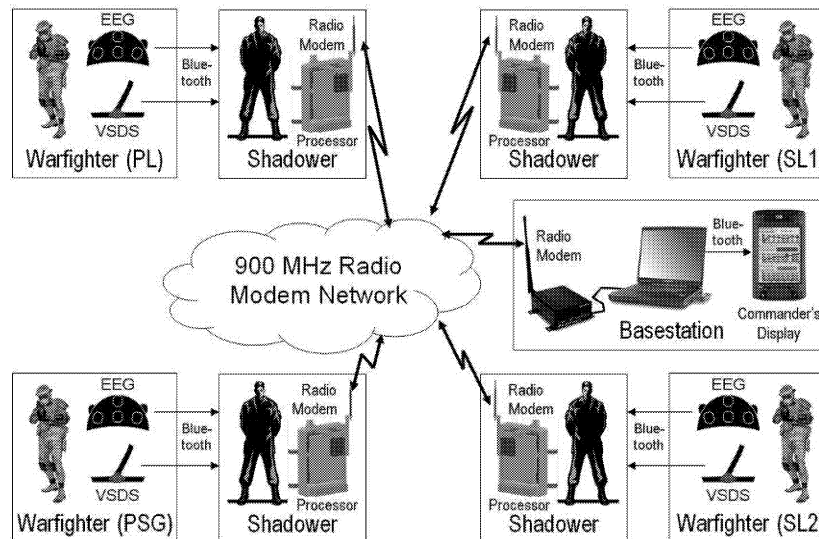 EEG
Blue-
tooth
VSDS
Warfighter (PL)
Radio
Modem
Processor
Shadower
Radio
Modem
Processor
Shadower
EEG
Blue-
tooth
VSDS
Warfighter (SL1)
900 MHz Radio
Modem Network
Radio
Modem
Blue-
tooth
Basestation
Commander's
Display
EEG
Blue-
tooth
VSDS
Warfighter (PSG)
Radio
Modem
Processor
Shadower
Radio
Modem
Processor
Shadower
EEG
Blue-
tooth
VSDS
Warfighter (SL2)